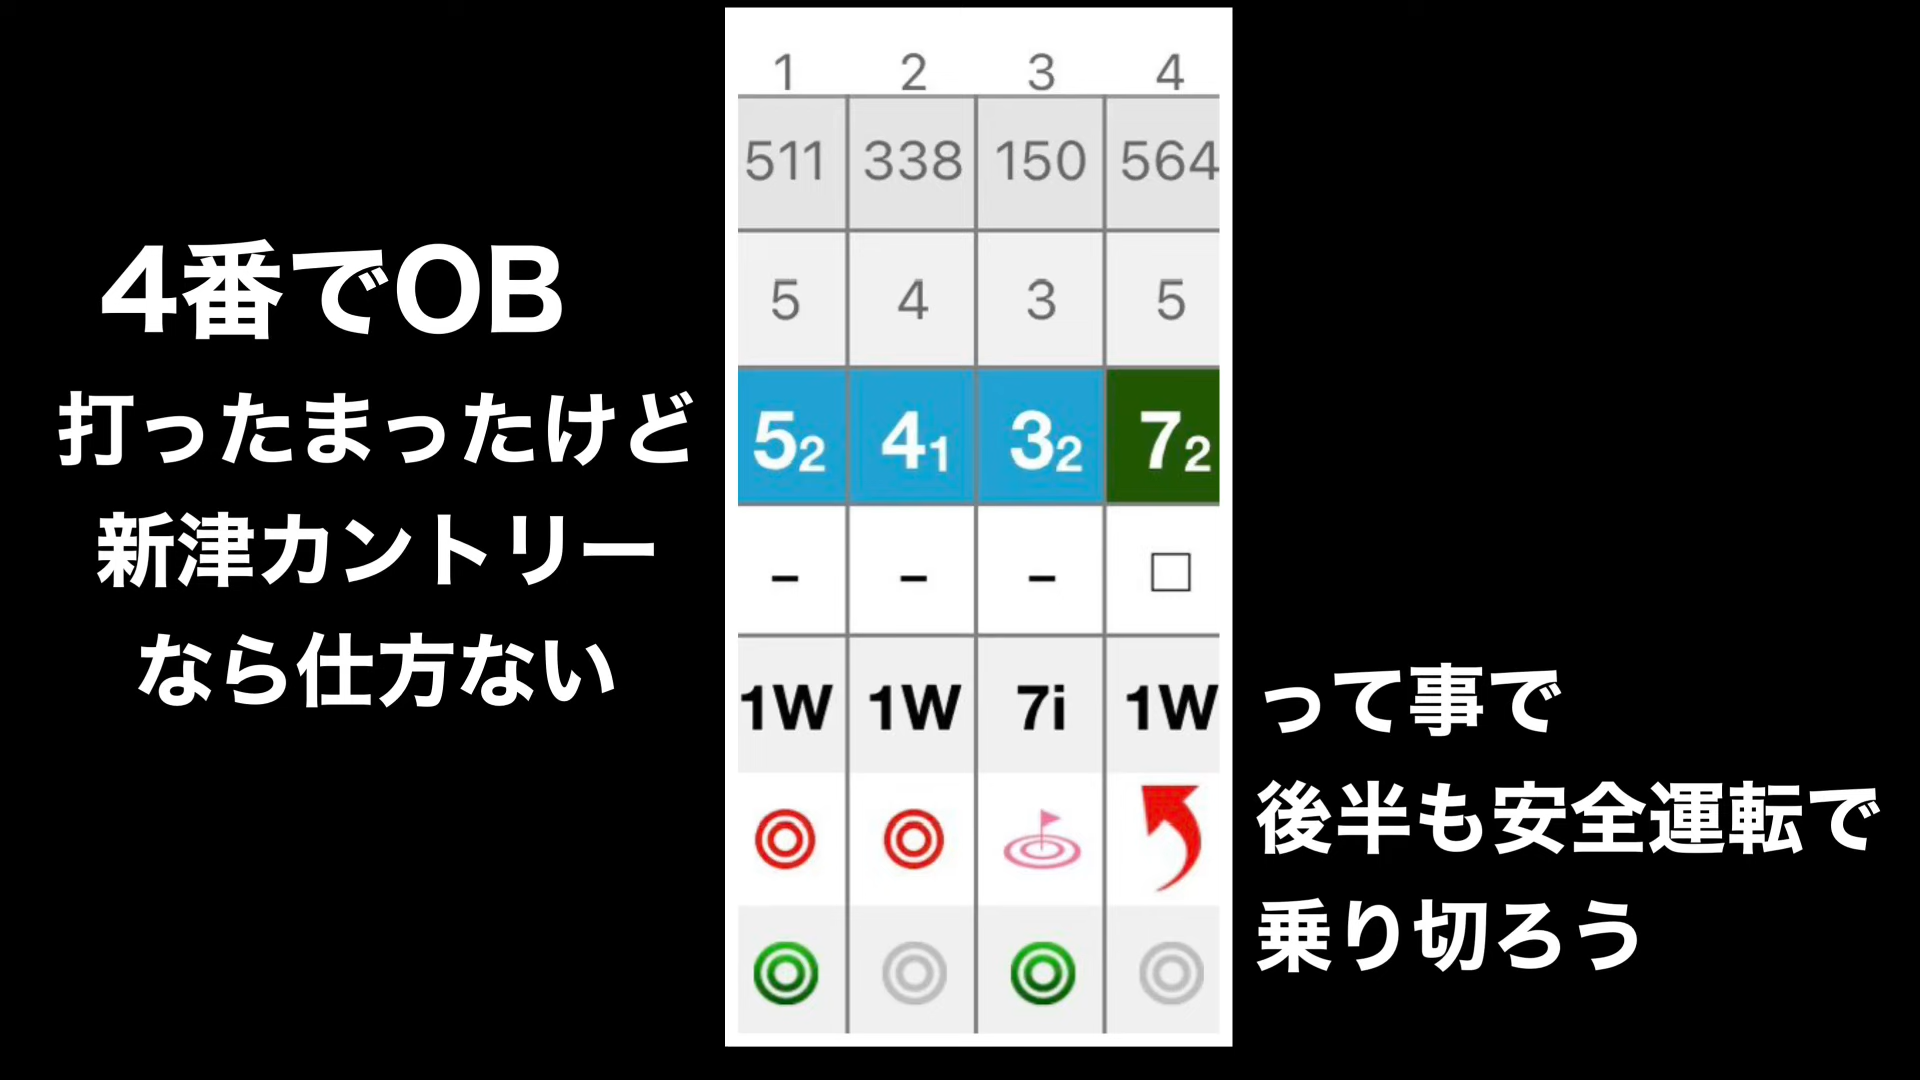 4番でOB
打ったまったけど
新津カントリー
なら仕方ない
1 2 3 4
511 338 150 564
5 4 3 5
52 41 32 72
– – – □
1W 1W 7i 1W
って事で
後半も安全運転で
乗り切ろう